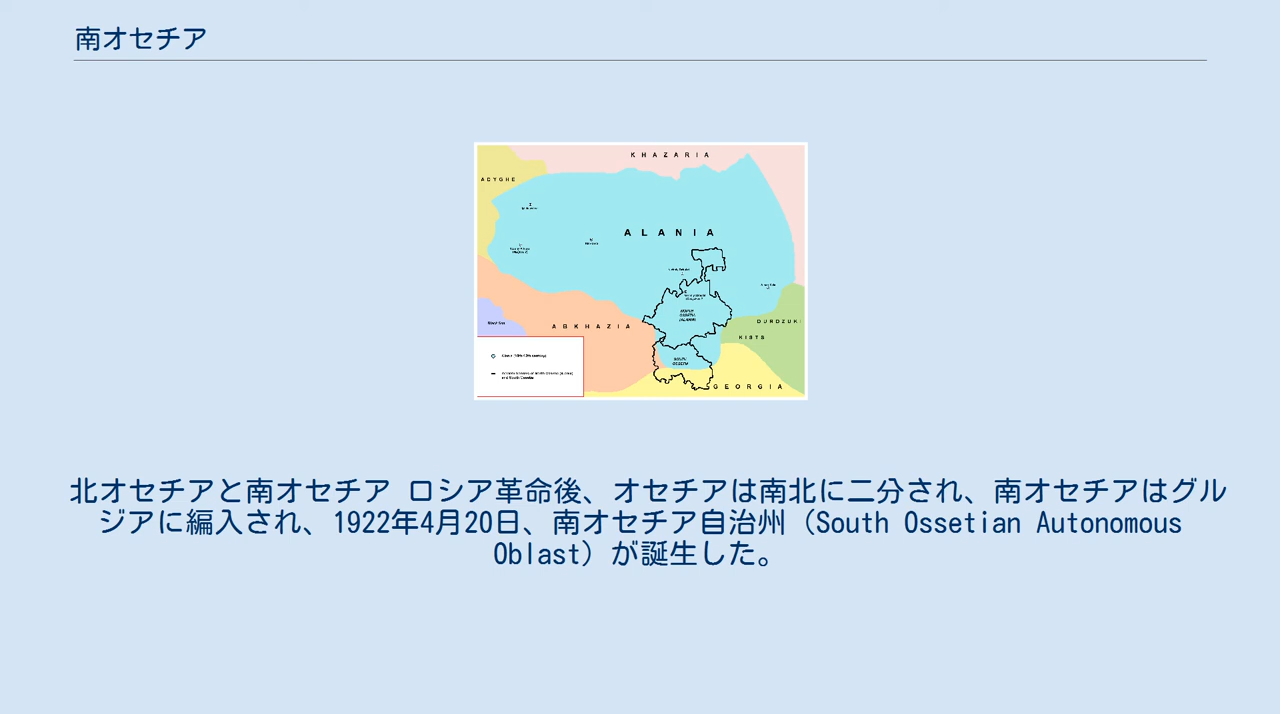 南オセチア
KHAZARIA
ADYGHE
ALANIA
ABKHAZIA
DURDZUKI
KISTS
GEORGIA
Black Sea
SOUTH
OSSETIA
北オセチアと南オセチア ロシア革命後、オセチアは南北に二分され、南オセチアはグル
ジアに編入され、1922年4月20日、南オセチア自治州（South Ossetian Autonomous
Oblast）が誕生した。